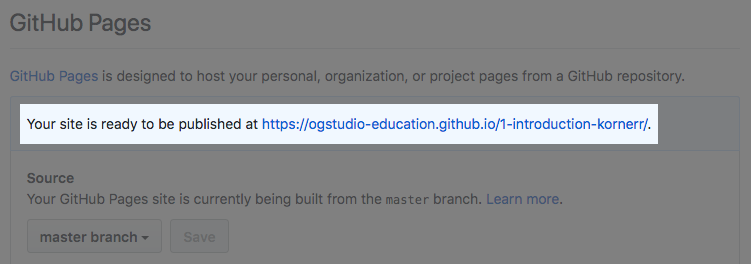 GitHub Pages
GitHub Pages is designed to host your personal, organization, or project pages from a GitHub repository.
Your site is ready to be published at https://ogstudio-education.github.io/1-introduction-kornerr/.
Source
Your GitHub Pages site is currently being built from the master branch. Learn more.
master branch
Save